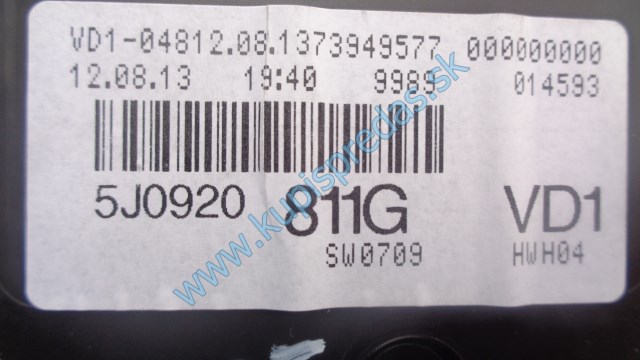 VD1-04812.08.1373949577 000000000
12.08.13 19:40 9989 014593
5J0920 811G VD1
SW0709 HWH04
www.kupispredas.sk